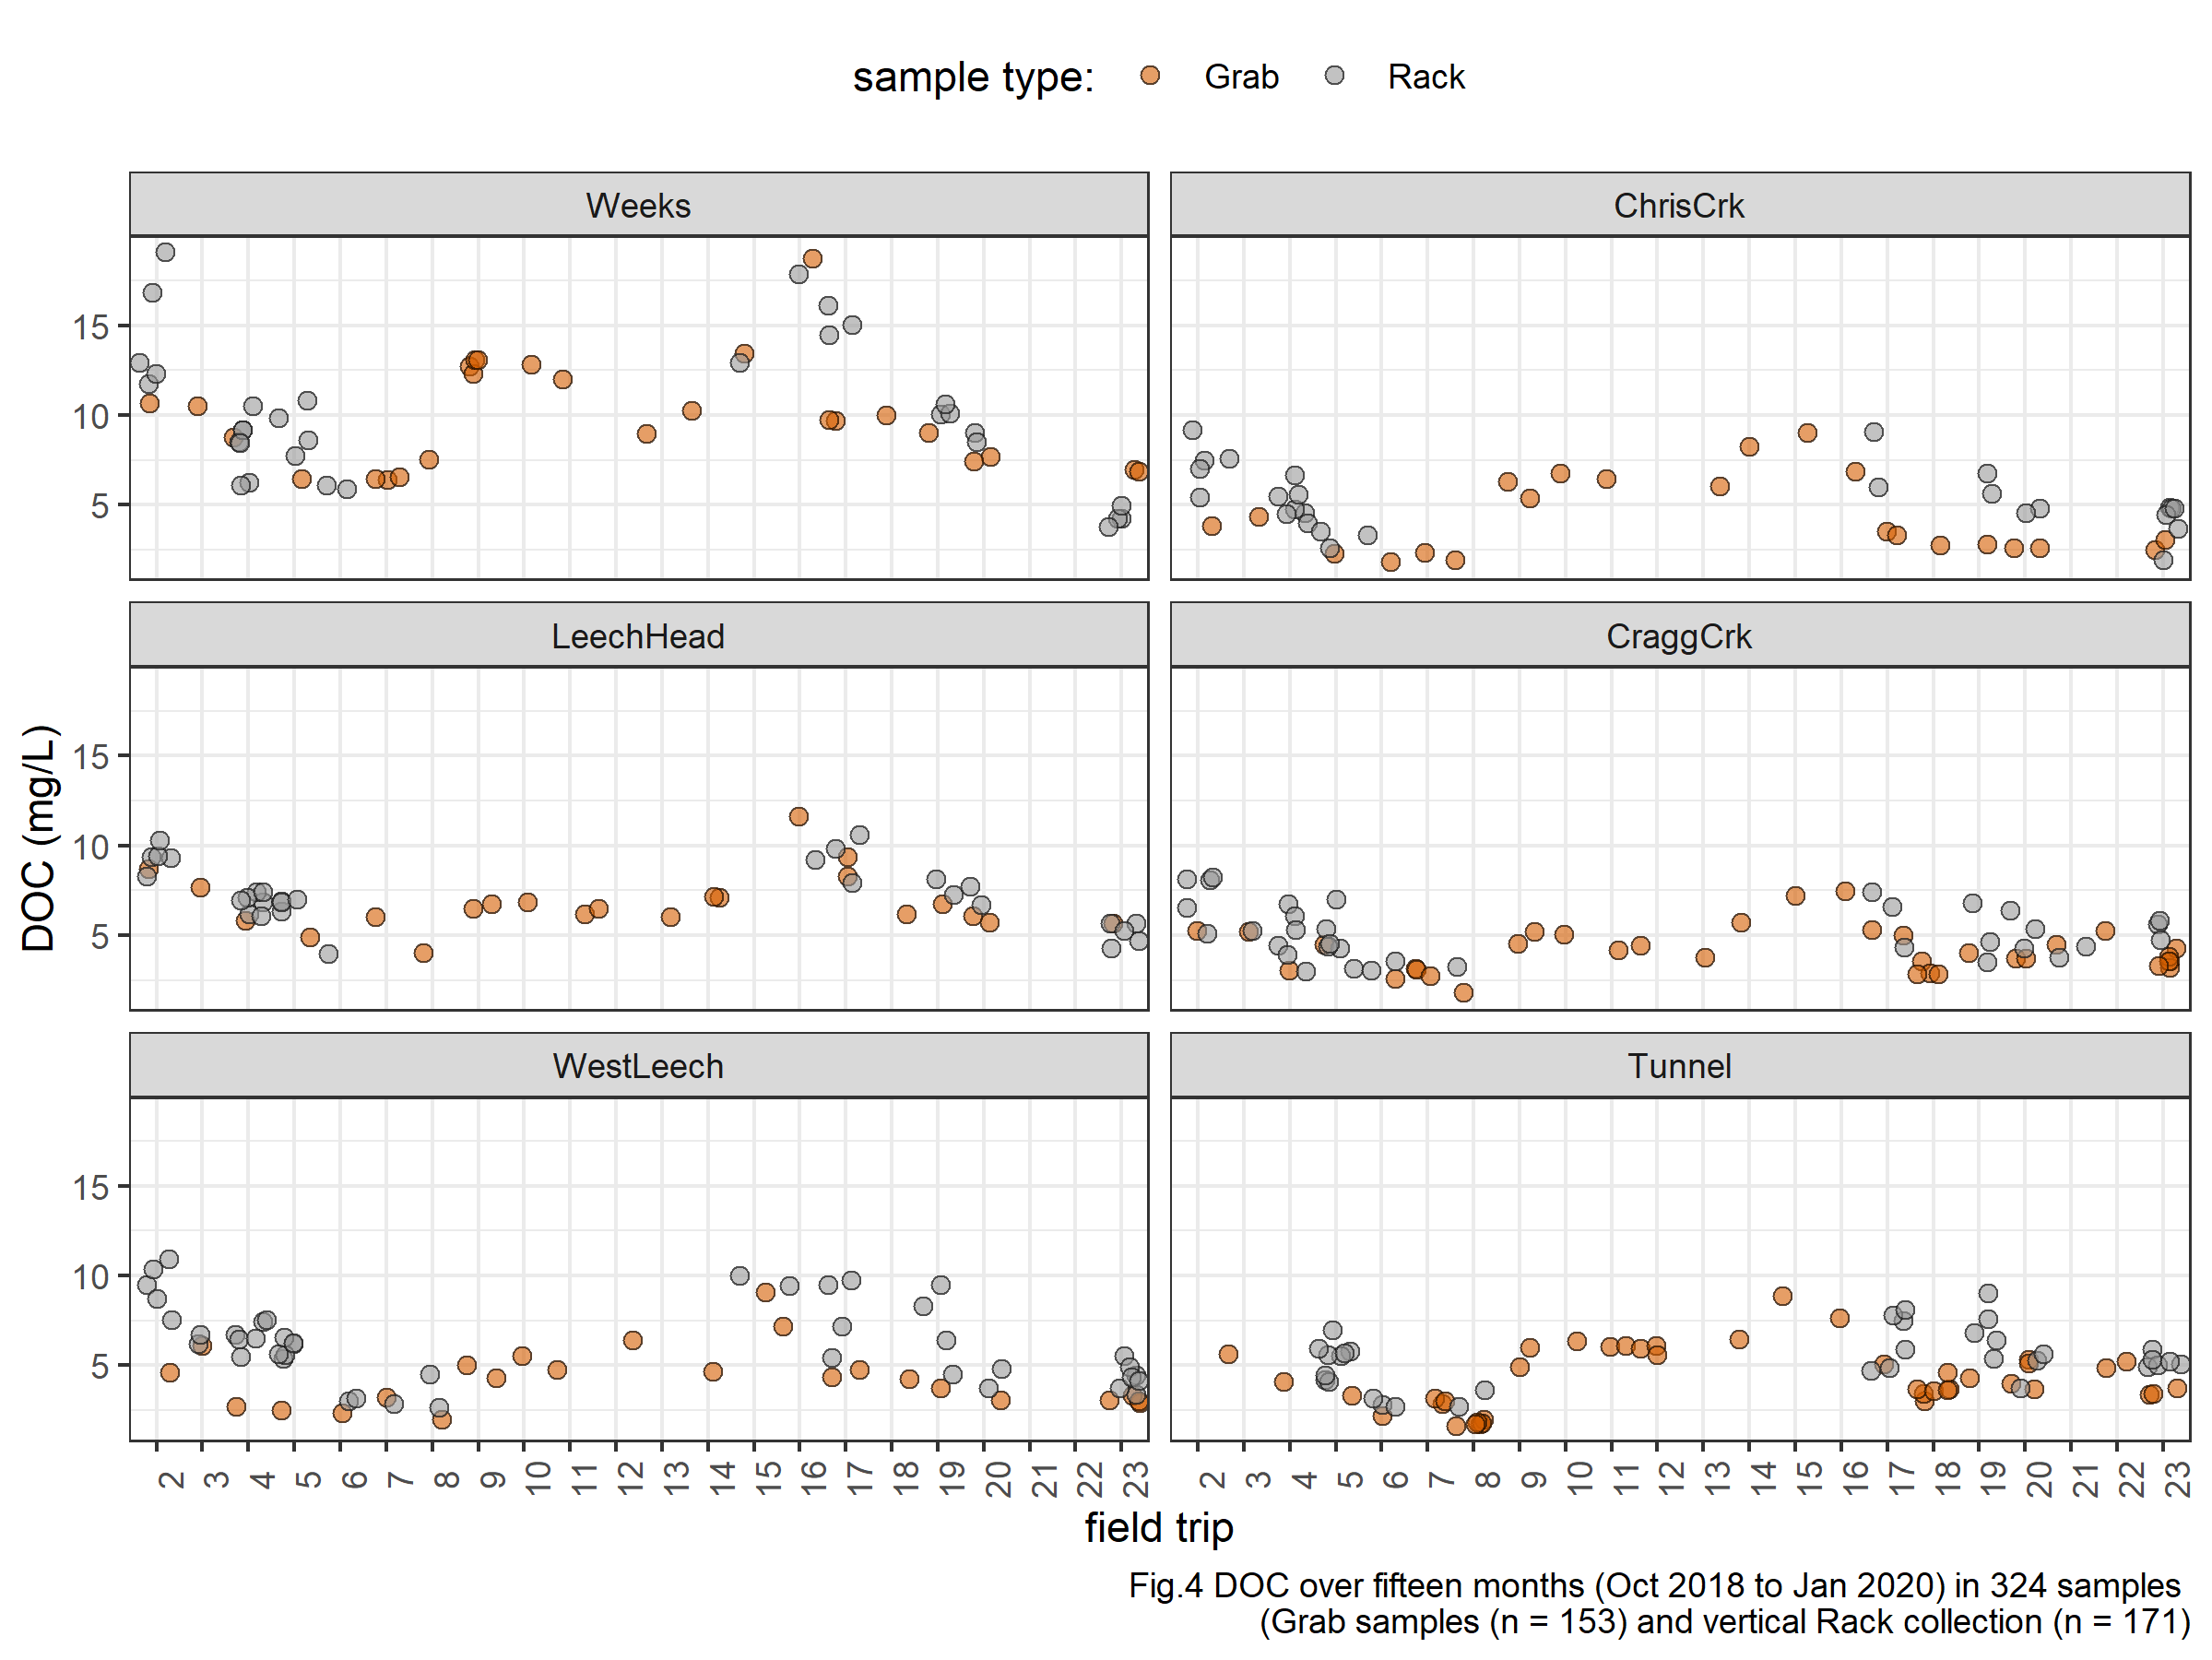 sample type: Grab Rack
Weeks ChrisCrk
15
10
5
LeechHead CraggCrk
15
10
5
DOC (mg/L)
WestLeech Tunnel
15
10
5
2 3 4 5 6 7 8 9 10 11 12 13 14 15 16 17 18 19 20 21 22 23 2 3 4 5 6 7 8 9 10 11 12 13 14 15 16 17 18 19 20 21 22 23
field trip
Fig.4 DOC over fifteen months (Oct 2018 to Jan 2020) in 324 samples
(Grab samples (n = 153) and vertical Rack collection (n = 171)